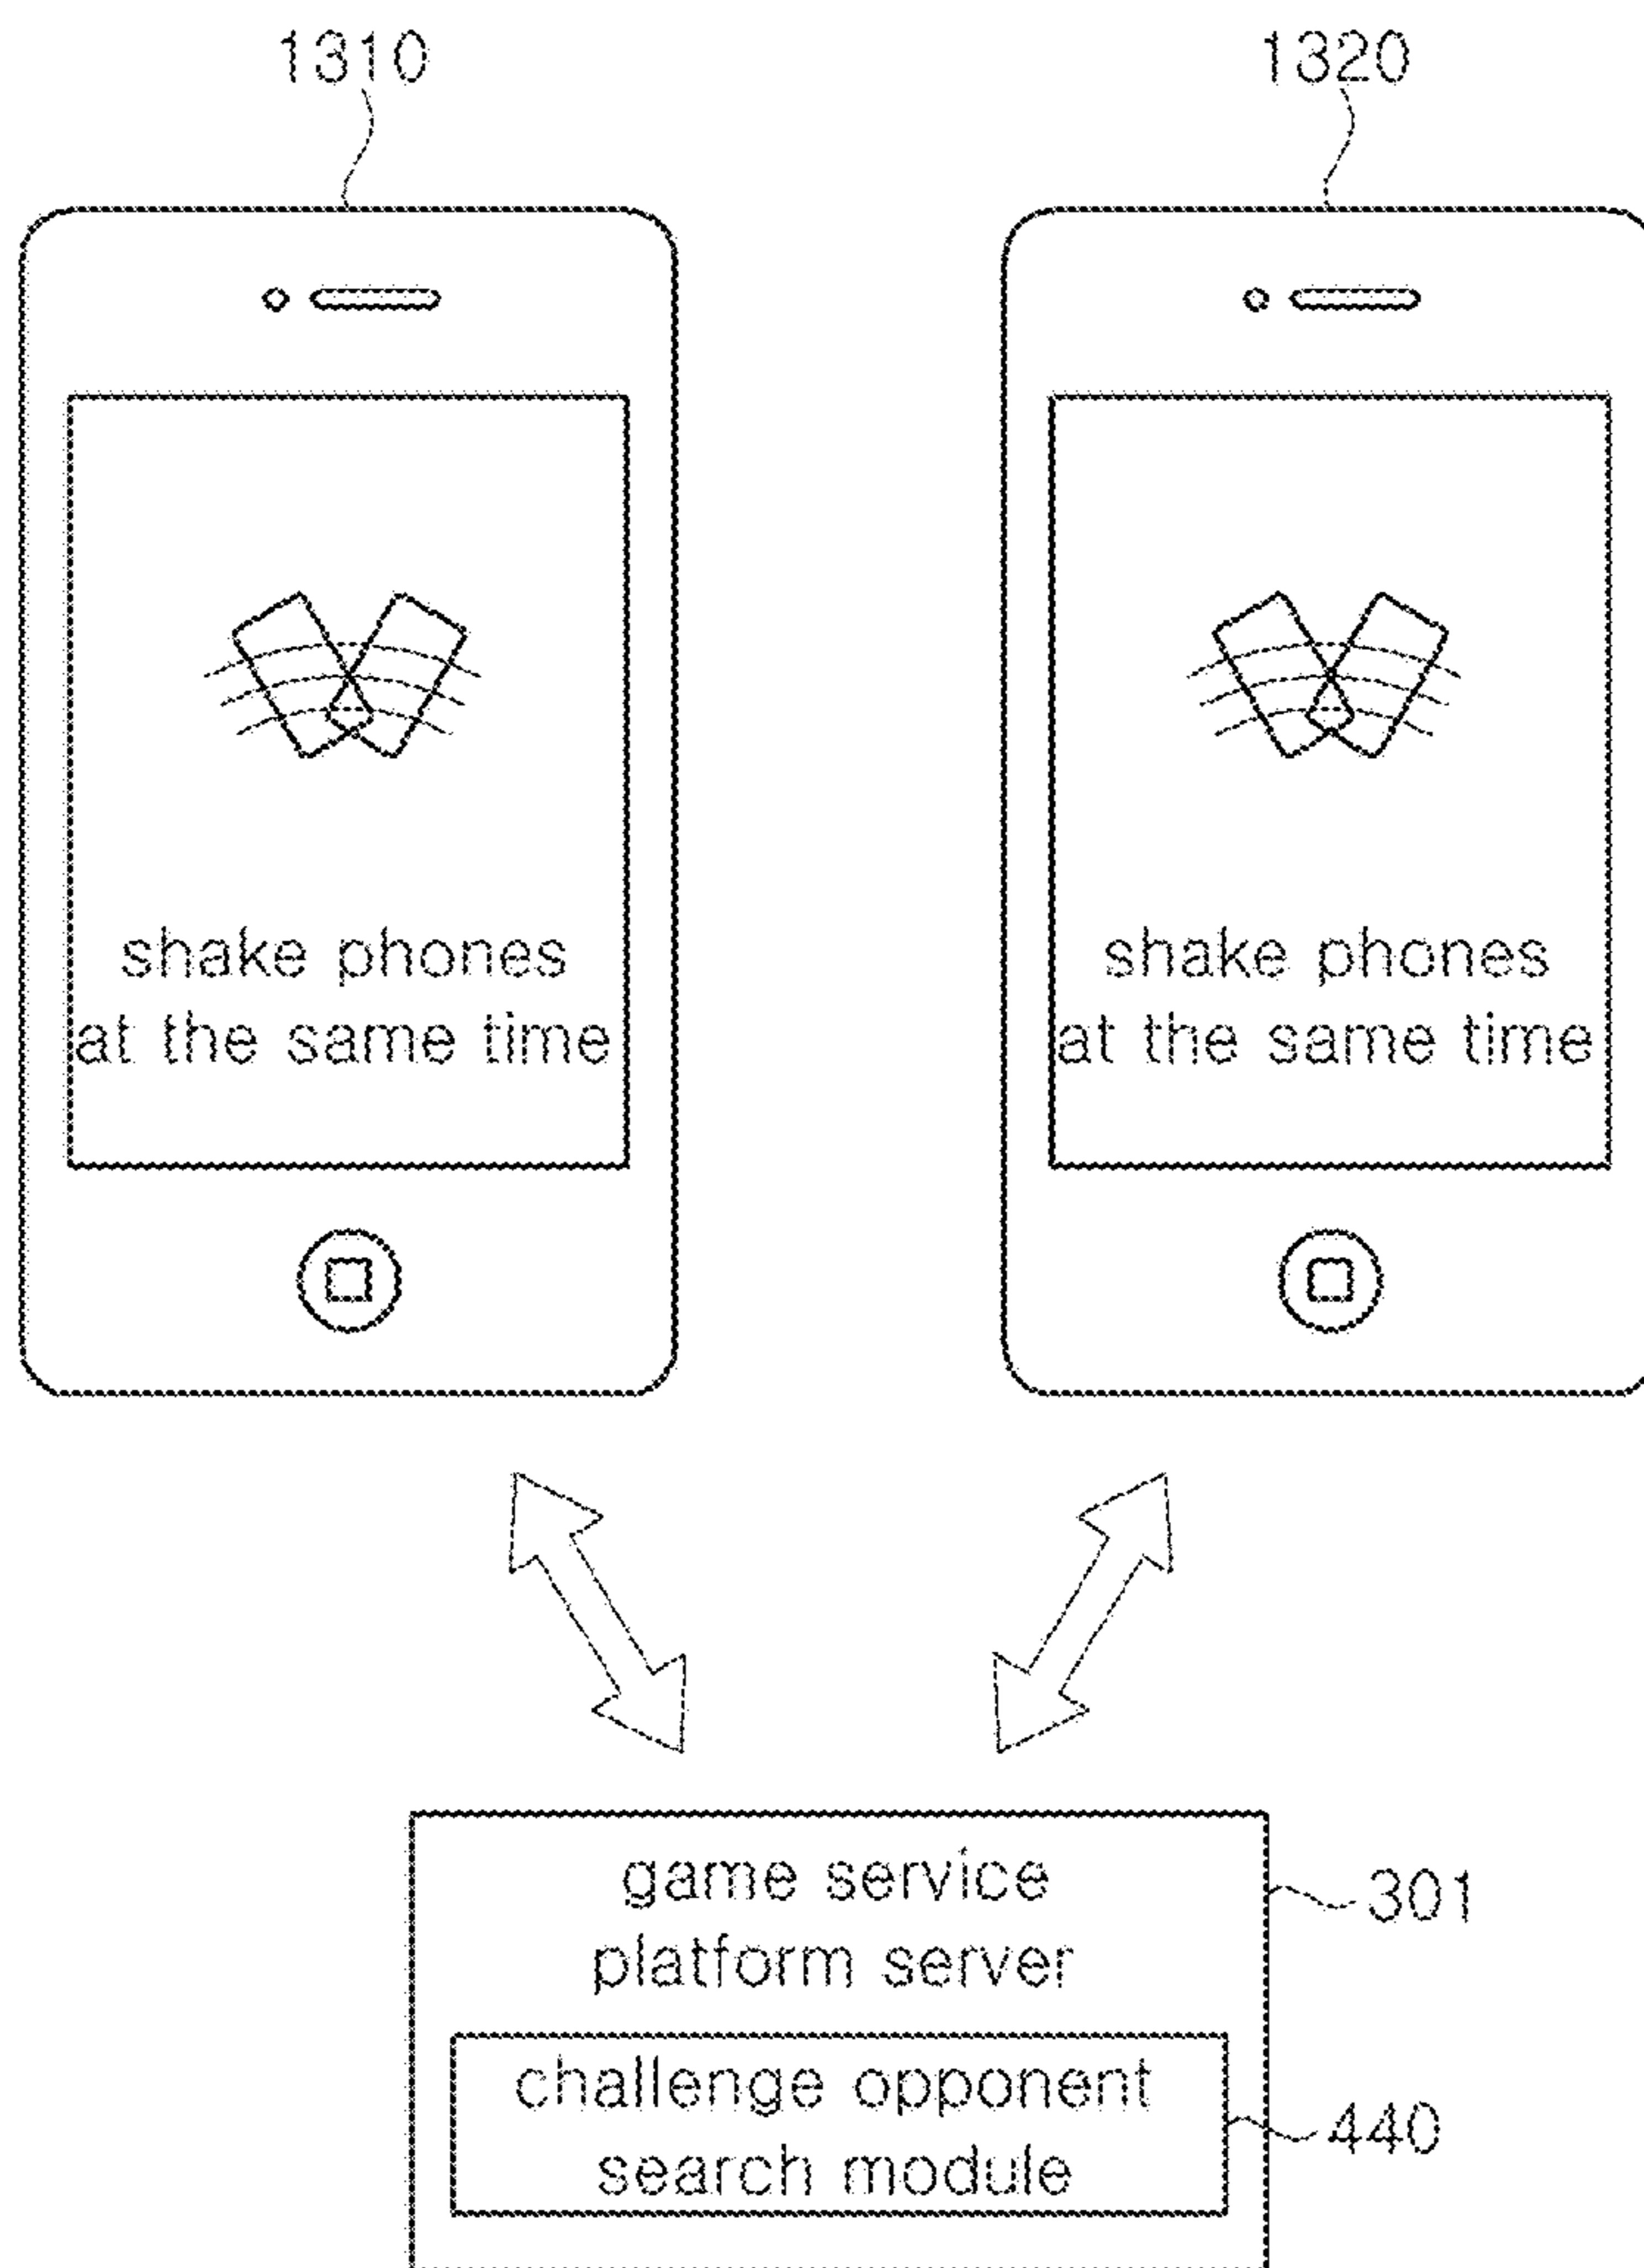 1310
1320
shake phones
at the same time
shake phones
at the same time
game service
platform server
301
challenge opponent
search module
440